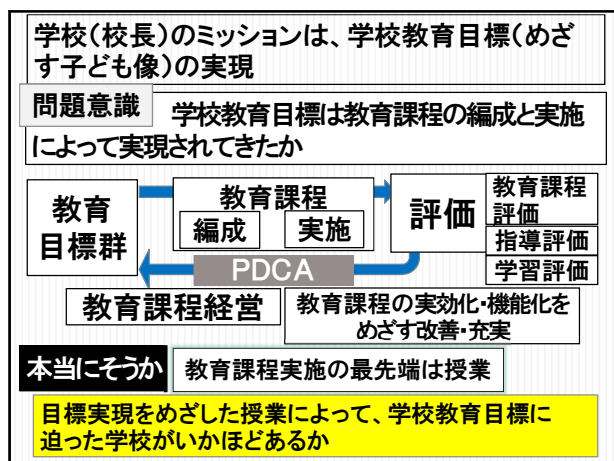 学校(校長)のミッションは、学校教育目標(めざ
す子ども像)の実現
問題意識
学校教育目標は教育課程の編成と実施
によって実現されてきたか
教育
目標群
教育課程
編成
実施
評価
教育課程
評価
指導評価
学習評価
PDCA
教育課程経営
教育課程の実効化・機能化を
めざす改善・充実
本当にそうか
教育課程実施の最先端は授業
目標実現をめざした授業によって、学校教育目標に
迫った学校がいかほどあるか